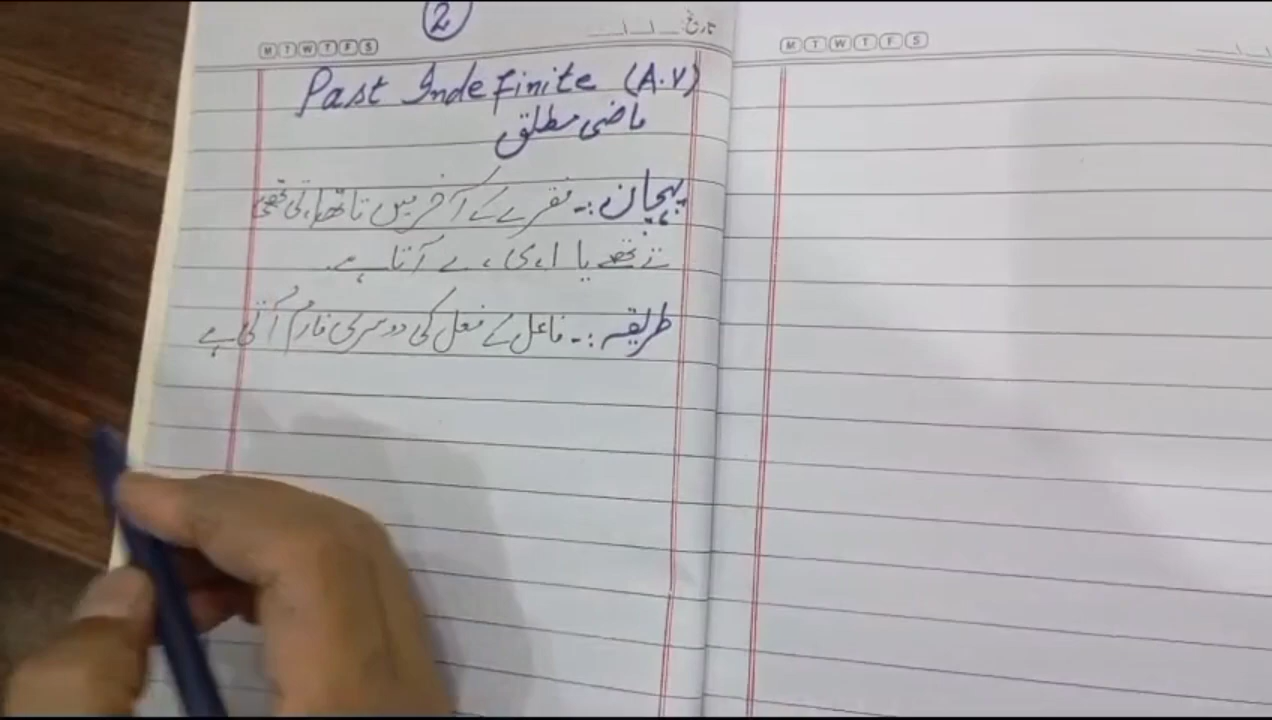 2
M T W T F S
تاریخ
Past Indefinite (A.V)
ماضی مطلق
پہچان :۔ فقرے کے آخر میں تا تھا، تی تھی
تے تھے یا ا، ی، ے آتا ہے۔
طریقہ :۔ فاعل کے فعل کی دوسری فارم آتی ہے
M T W T F S